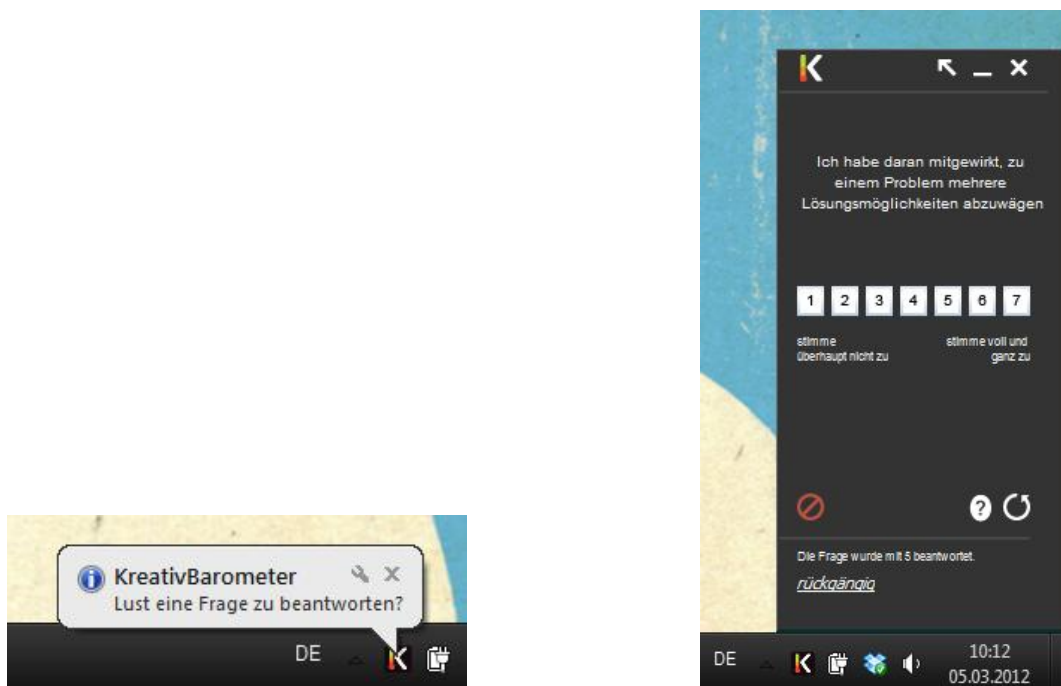 KreativBarometer
Lust eine Frage zu beantworten?
DE
K
K
Ich habe daran mitgewirkt, zu
einem Problem mehrere
Lösungsmöglichkeiten abzuwägen
1 2 3 4 5 6 7
stimme
überhaupt nicht zu
stimme voll und
ganz zu
?
Die Frage wurde mit 5 beantwortet.
rückgängig
DE
K
10:12
05.03.2012